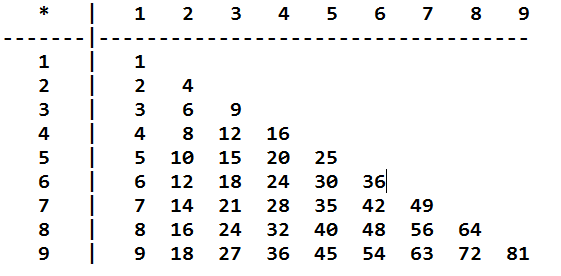 *   |   1   2   3   4   5   6   7   8   9
-------|------------------------------------
   1   |   1
   2   |   2   4
   3   |   3   6   9
   4   |   4   8  12  16
   5   |   5  10  15  20  25
   6   |   6  12  18  24  30  36
   7   |   7  14  21  28  35  42  49
   8   |   8  16  24  32  40  48  56  64
   9   |   9  18  27  36  45  54  63  72  81